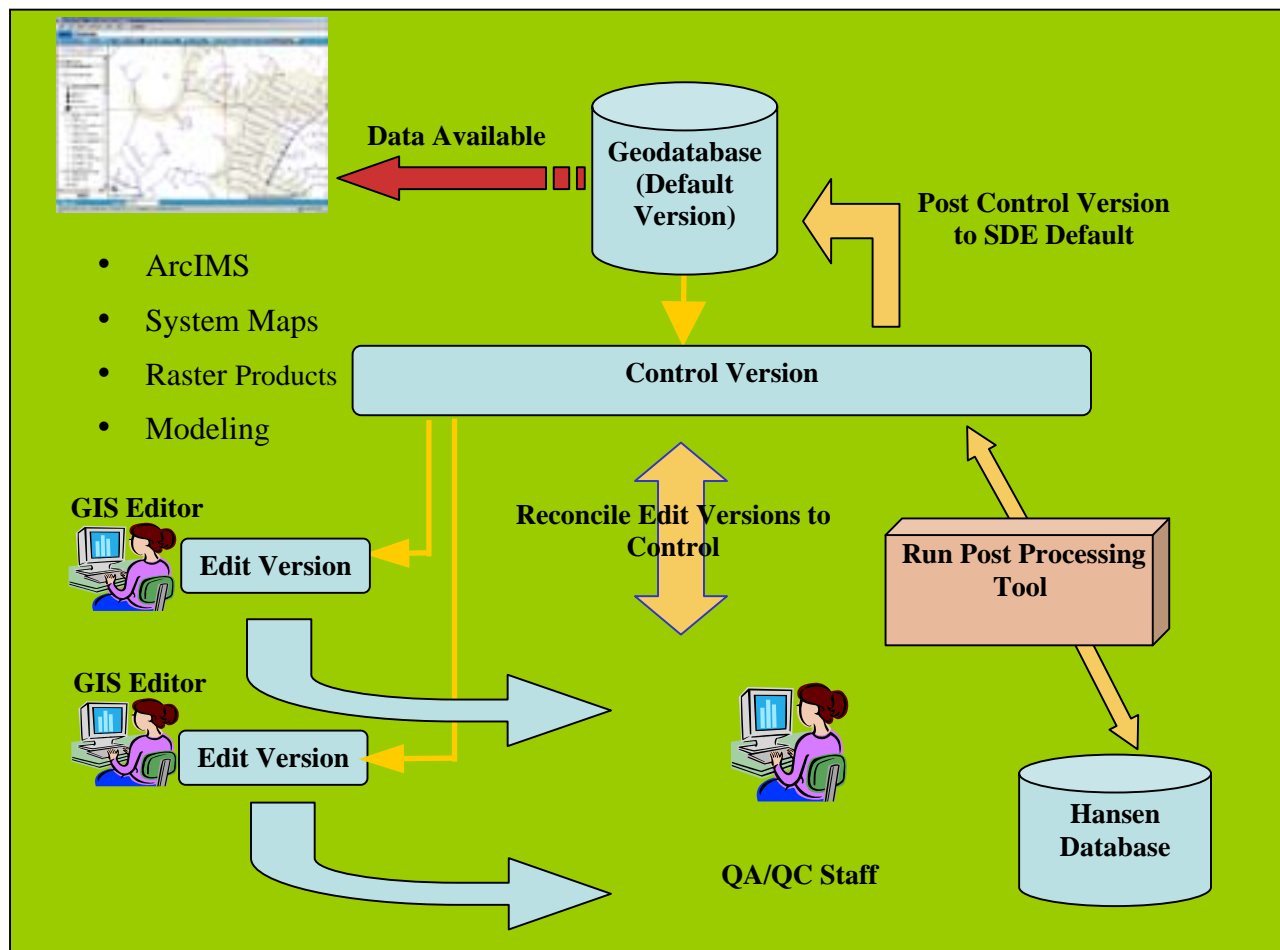 Data Available
Geodatabase
(Default
Version)
Post Control Version
to SDE Default
• ArcIMS
• System Maps
• Raster Products
• Modeling
Control Version
GIS Editor
Edit Version
Reconcile Edit Versions to
Control
Run Post Processing
Tool
GIS Editor
Edit Version
Hansen
Database
QA/QC Staff